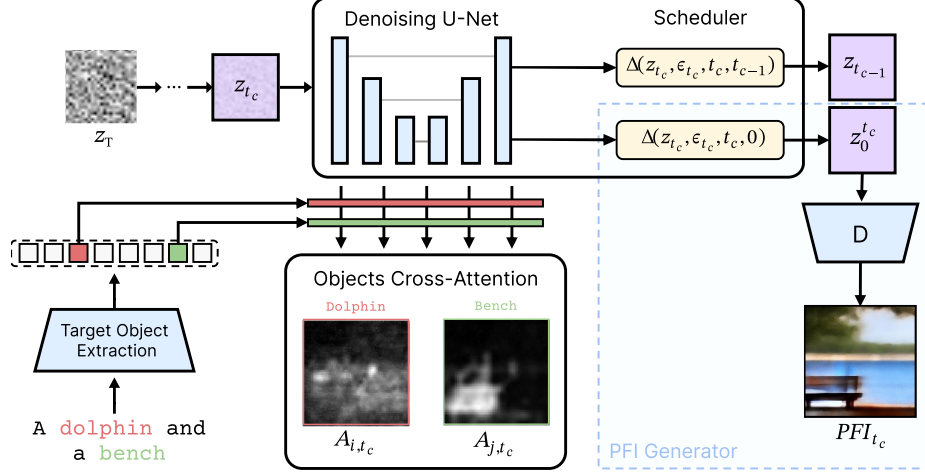 Denoising U-Net
Scheduler
z_T
...
z_{t_c}
Δ(z_{t_c}, ϵ_{t_c}, t_c, t_{c-1})
z_{t_{c-1}}
Δ(z_{t_c}, ϵ_{t_c}, t_c, 0)
z_0^{t_c}
D
Target Object
Extraction
A dolphin and
a bench
Objects Cross-Attention
Dolphin
Bench
A_{i,t_c}
A_{j,t_c}
PFI_{t_c}
PFI Generator